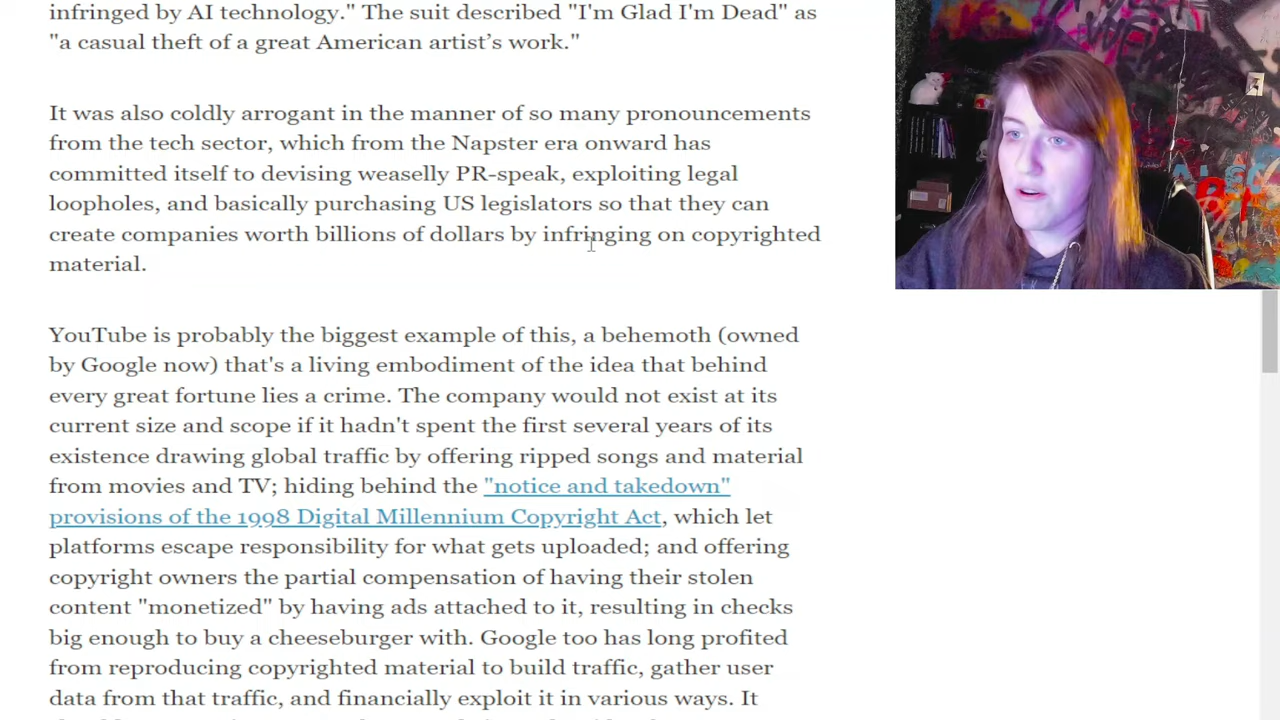 infringed by AI technology." The suit described "I'm Glad I'm Dead" as
"a casual theft of a great American artist’s work."
It was also coldly arrogant in the manner of so many pronouncements
from the tech sector, which from the Napster era onward has
committed itself to devising weaselly PR-speak, exploiting legal
loopholes, and basically purchasing US legislators so that they can
create companies worth billions of dollars by infringing on copyrighted
material.
YouTube is probably the biggest example of this, a behemoth (owned
by Google now) that's a living embodiment of the idea that behind
every great fortune lies a crime. The company would not exist at its
current size and scope if it hadn't spent the first several years of its
existence drawing global traffic by offering ripped songs and material
from movies and TV; hiding behind the "notice and takedown"
provisions of the 1998 Digital Millennium Copyright Act, which let
platforms escape responsibility for what gets uploaded; and offering
copyright owners the partial compensation of having their stolen
content "monetized" by having ads attached to it, resulting in checks
big enough to buy a cheeseburger with. Google too has long profited
from reproducing copyrighted material to build traffic, gather user
data from that traffic, and financially exploit it in various ways. It